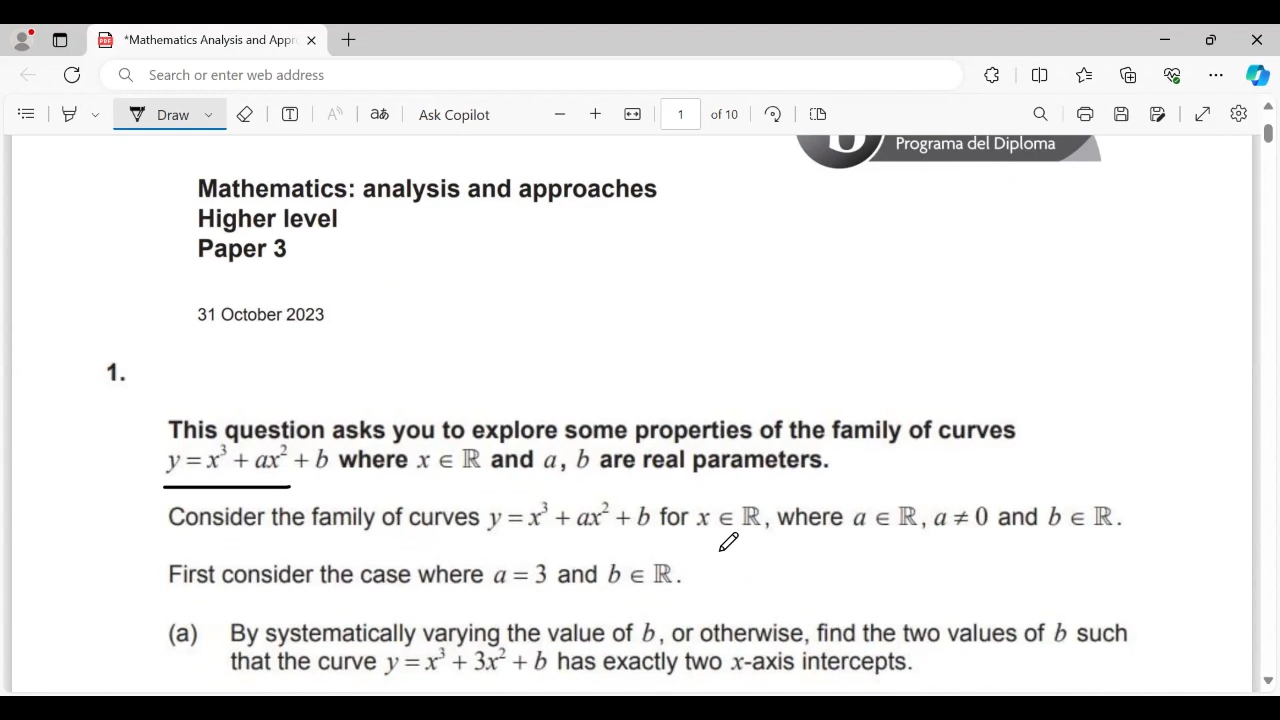 *Mathematics Analysis and Appr
Search or enter web address
Draw
aあ
Ask Copilot
1
of 10
Programa del Diploma
Mathematics: analysis and approaches
Higher level
Paper 3
31 October 2023
1.
This question asks you to explore some properties of the family of curves
y = x³ + ax² + b where x ∈ ℝ and a, b are real parameters.
Consider the family of curves y = x³ + ax² + b for x ∈ ℝ, where a ∈ ℝ, a ≠ 0 and b ∈ ℝ.
First consider the case where a = 3 and b ∈ ℝ.
(a) By systematically varying the value of b, or otherwise, find the two values of b such
that the curve y = x³ + 3x² + b has exactly two x-axis intercepts.